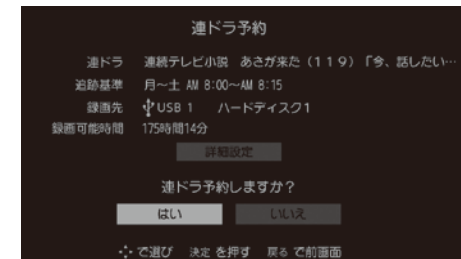 連ドラ予約
連ドラ 連続テレビ小説 あさが来た(119)「今、話したい…
追跡基準 月~土 AM 8:00~AM 8:15
録画先 USB 1 ハードディスク1
録画可能時間 175時間14分
詳細設定
連ドラ予約しますか?
はい いいえ
で選び 決定 を押す 戻る で前画面